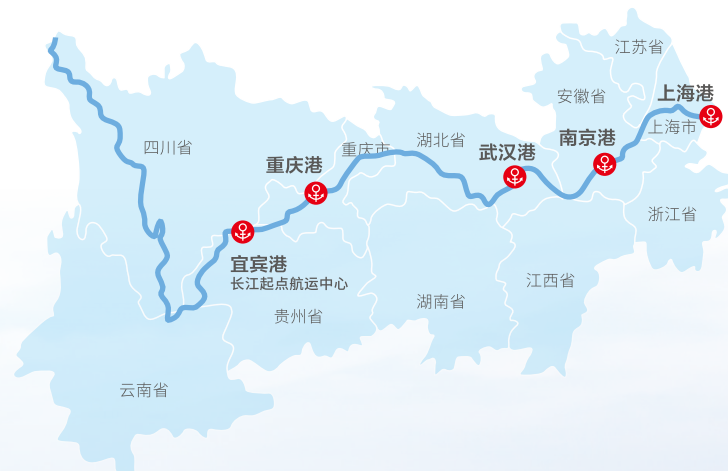 江苏省
上海港
安徽省
上海市
南京港
湖北省
武汉港
四川省
重庆市
重庆港
浙江省
宜宾港
长江起点航运中心
江西省
湖南省
贵州省
云南省